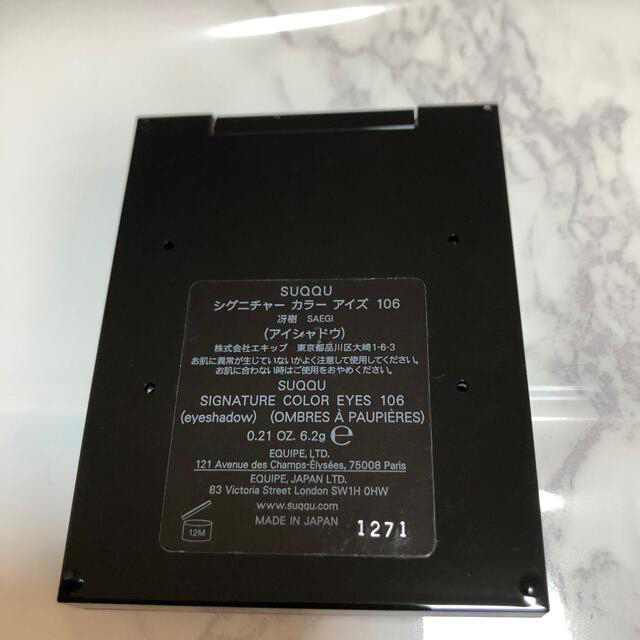 SUQQU
シグニチャー カラー アイズ 106
冴樹 SAEGI
(アイシャドウ)
株式会社エキップ 東京都品川区大崎1-6-3
お肌に異常が生じていないかよく注意して使用してください。
お肌に合わない時はご使用をおやめください。
SUQQU
SIGNATURE COLOR EYES 106
(eyeshadow) (OMBRES À PAUPIÈRES)
0.21 OZ. 6.2g ℮
EQUIPE, LTD.
121 Avenue des Champs-Élysées, 75008 Paris
EQUIPE, JAPAN LTD.
83 Victoria Street London SW1H 0HW
www.suqqu.com
MADE IN JAPAN
12M
1271